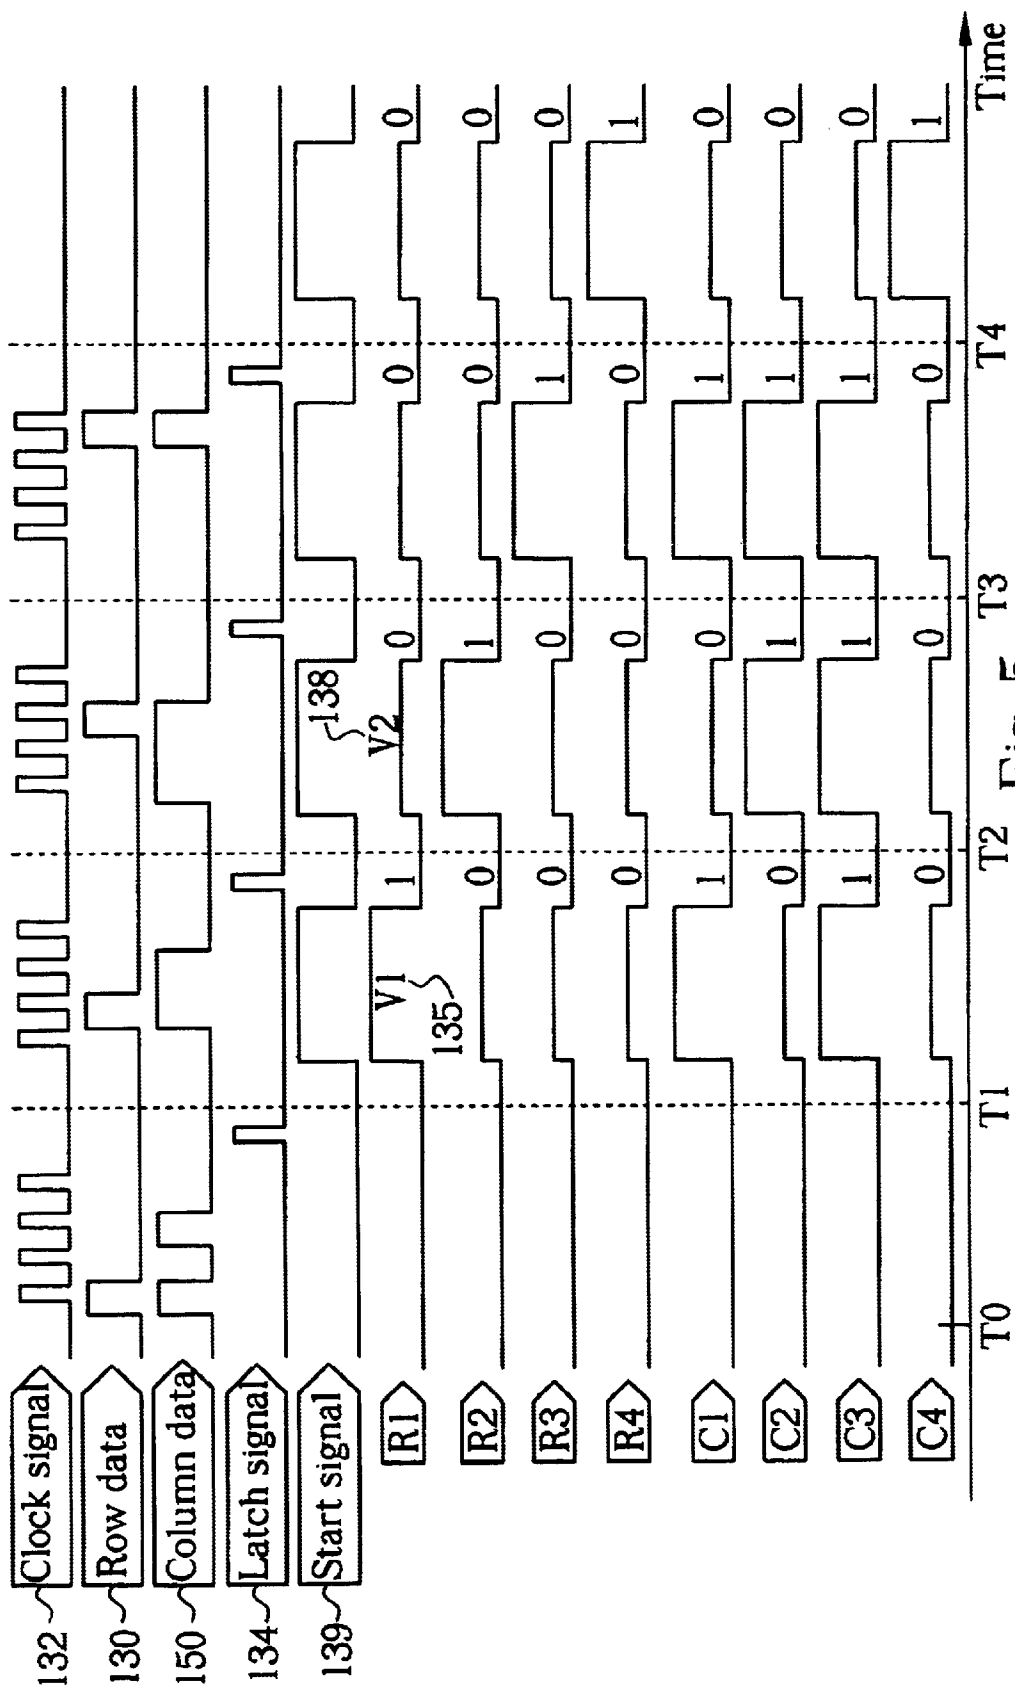 132 Clock signal
130 Row data
150 Column data
134 Latch signal
139 Start signal
R1 V1 1 V2 0 0 0
135 138
R2 0 1 0 0
R3 0 0 1 0
R4 0 0 0 1
C1 1 0 1 0
C2 0 1 1 0
C3 1 1 1 0
C4 0 0 0 1
T0 T1 T2 T3 T4 Time
Fig. 5